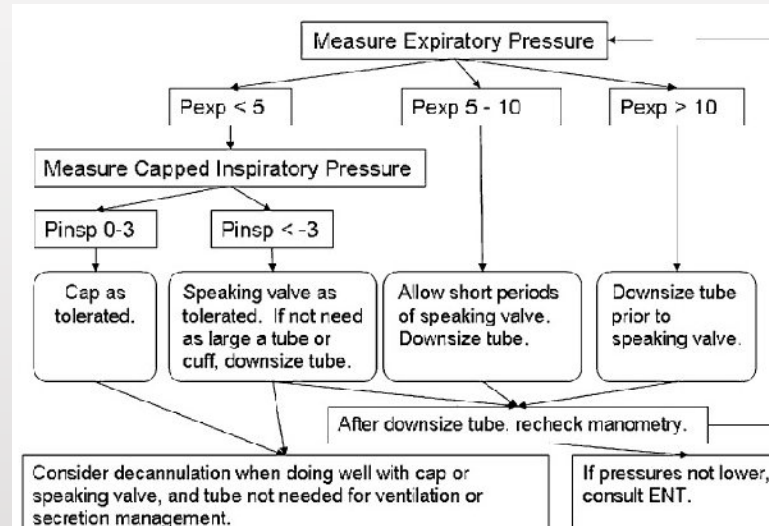 Measure Expiratory Pressure
Pexp < 5
Pexp 5 - 10
Pexp > 10
Measure Capped Inspiratory Pressure
Pinsp 0-3
Pinsp < -3
Cap as
tolerated.
Speaking valve as
tolerated. If not need
as large a tube or
cuff, downsize tube.
Allow short periods
of speaking valve.
Downsize tube.
Downsize tube
prior to
speaking valve.
After downsize tube, recheck manometry.
Consider decannulation when doing well with cap or
speaking valve, and tube not needed for ventilation or
secretion management.
If pressures not lower,
consult ENT.